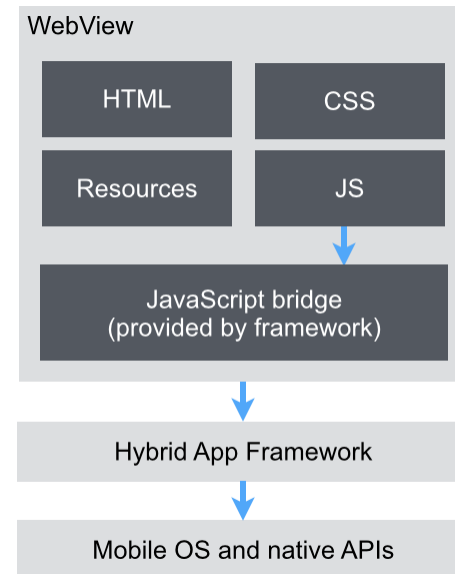 WebView
HTML
CSS
Resources
JS
JavaScript bridge
(provided by framework)
Hybrid App Framework
Mobile OS and native APIs